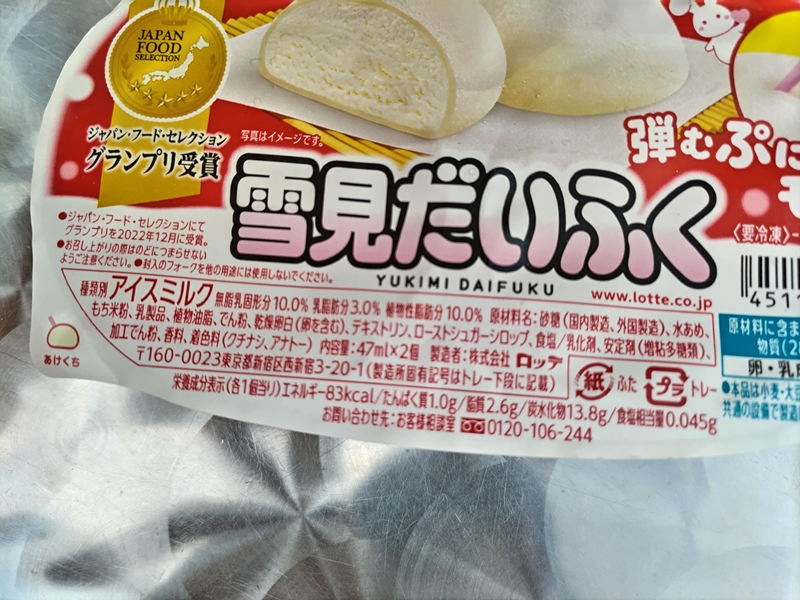 JAPAN
FOOD
SELECTION
ジャパン・フード・セレクション
グランプリ受賞
写真はイメージです。
弾むぷに
雪見だいふく
YUKIMI DAIFUKU
www.lotte.co.jp
〈要冷凍〉
4511
●ジャパン・フード・セレクションにて
グランプリを2022年12月に受賞。
●お召し上がりの際はのどにつまらせない
ようご注意ください。●封入のフォークを他の用途には使用しないでください。
あけくち
種類別 アイスミルク 無脂乳固形分10.0% 乳脂肪分3.0% 植物性脂肪分10.0% 原材料名:砂糖(国内製造、外国製造)、水あめ、
もち米粉、乳製品、植物油脂、でん粉、乾燥卵白(卵を含む)、デキストリン、ローストシュガーシロップ、食塩/乳化剤、安定剤(増粘多糖類)、
加工でん粉、香料、着色料(クチナシ、アナトー) 内容量:47ml×2個 製造者:株式会社 ロッテ
〒160-0023東京都新宿区西新宿3-20-1(製造所固有記号はトレー下段に記載)
紙 ふた プラ トレー
栄養成分表示(各1個当り)エネルギー83kcal/たんぱく質1.0g/脂質2.6g/炭水化物13.8g/食塩相当量0.045g
お問い合わせ先:お客様相談室 0120-106-244
原材料に含ま
物質(28
卵・乳成
●本品は小麦・大豆
共通の設備で製造